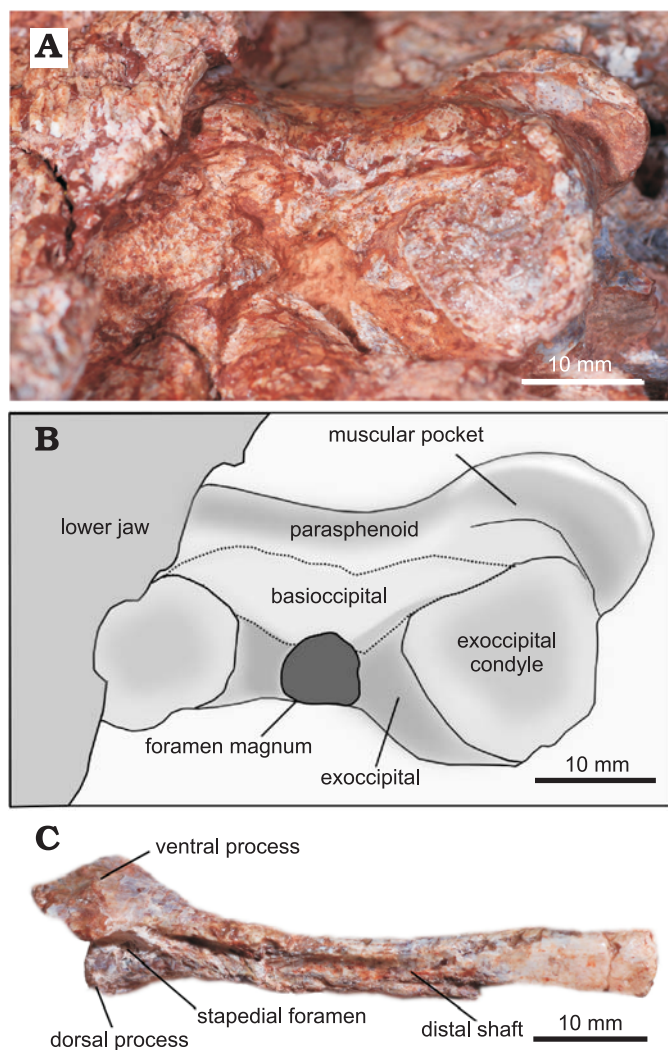 A
10 mm
B
muscular pocket
lower jaw
parasphenoid
basioccipital
exoccipital
condyle
foramen magnum
exoccipital
10 mm
C
ventral process
stapedial foramen
distal shaft
dorsal process
10 mm